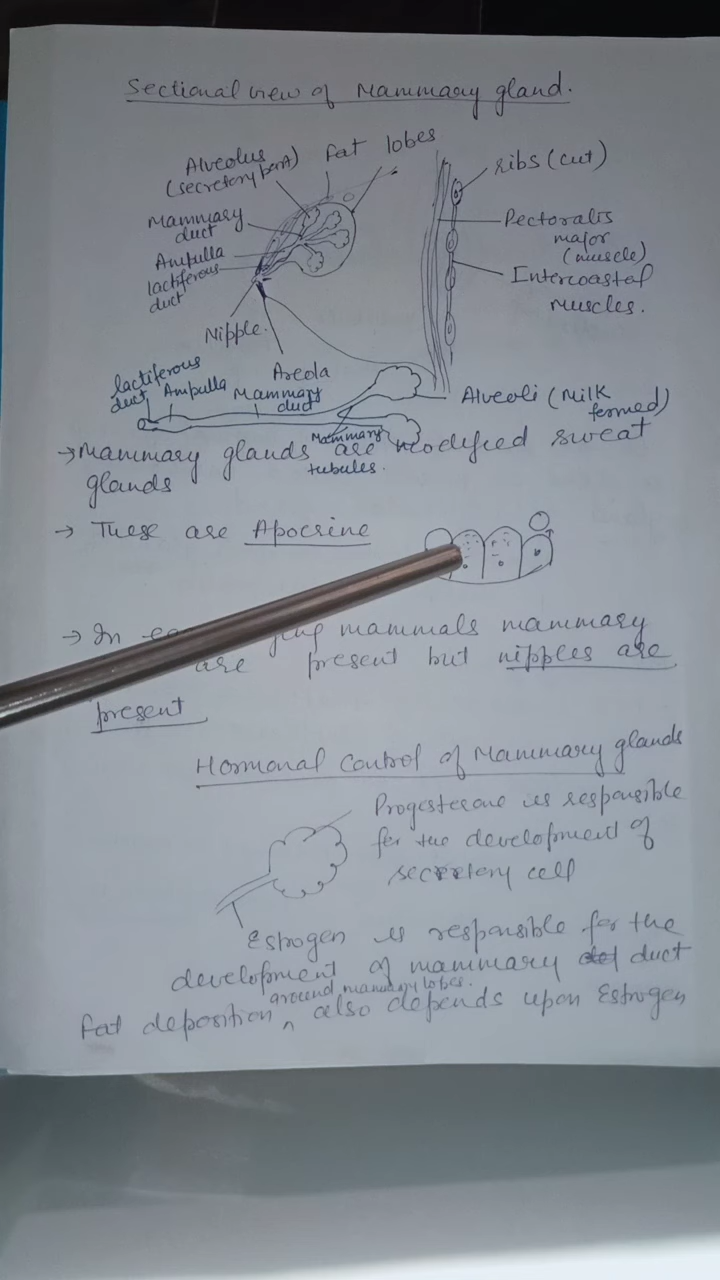 Sectional view of Mammary gland.
Alveolus
(secretory part)
Fat lobes
Mammary
duct
Ampulla
lactiferous
duct
Nipple.
Areola
ribs (cut)
Pectoralis
major
(muscle)
Intercoastal
Muscles.
lactiferous
duct
Ampulla
Mammary
duct
Mammary
tubules.
Alveoli (Milk
formed)
→ Mammary glands are modified sweat
glands
→ These are Apocrine
→ In mammals mammary
are present but nipples are
present
Hormonal Control of Mammary glands
Progesterone is responsible
for the development of
secretory cell
Estrogen is responsible for the
development of mammary duct
around mammary lobes.
Fat deposition ^ also depends upon Estrogen